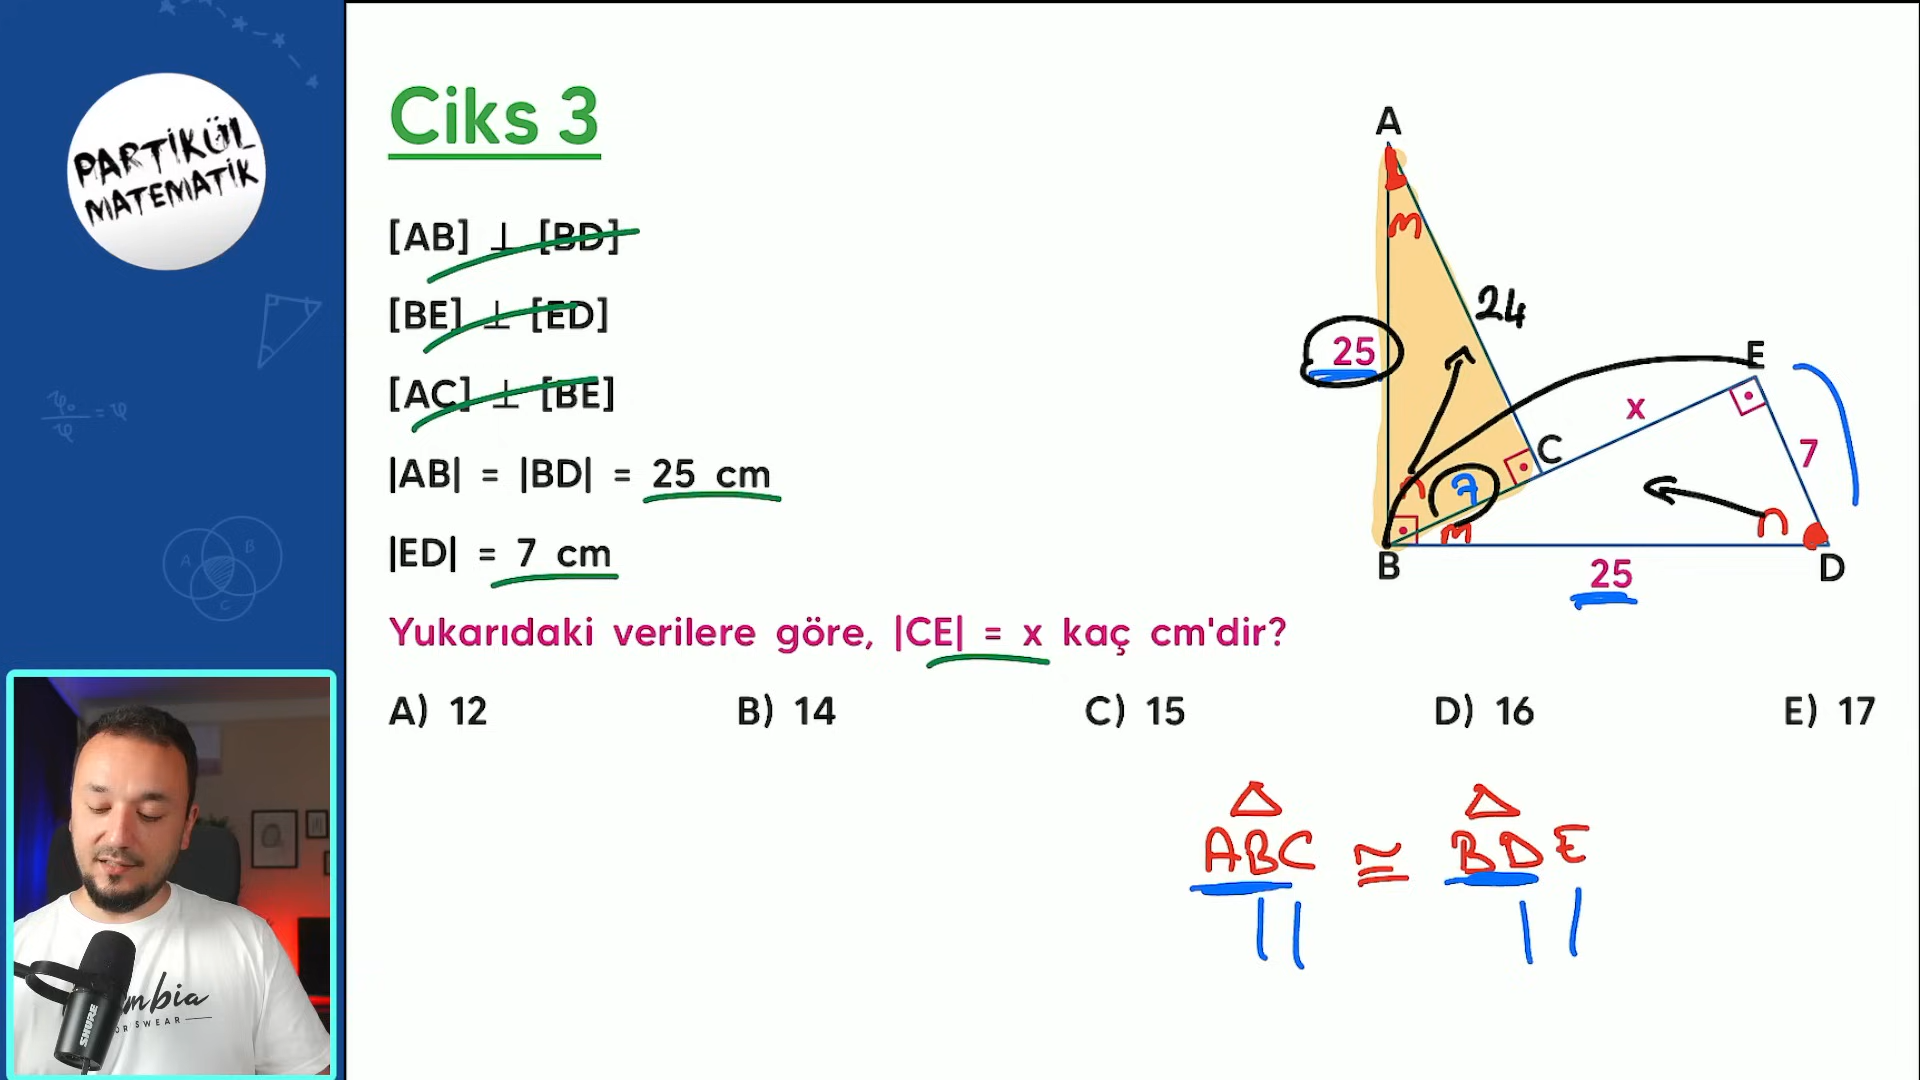 PARTİKÜL
MATEMATİK
Ciks 3
[AB] ⊥ [BD]
[BE] ⊥ [ED]
[AC] ⊥ [BE]
|AB| = |BD| = 25 cm
|ED| = 7 cm
Yukarıdaki verilere göre, |CE| = x kaç cm'dir?
A) 12 B) 14 C) 15 D) 16 E) 17
A
m
24
25
E
x
C
7
n
7
m
n
B
25
D
ABC ≅ BDE
A
B
C
SHURE